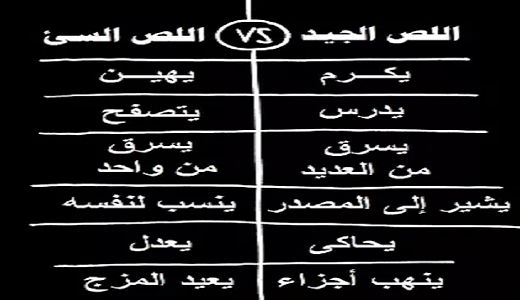 اللص الجيد VS اللص السئ
يكرم يهين
يدرس يتصفح
يسرق يسرق
من العديد من واحد
يشير إلى المصدر ينسب لنفسه
يحاكى يعدل
ينهب أجزاء يعيد المزج